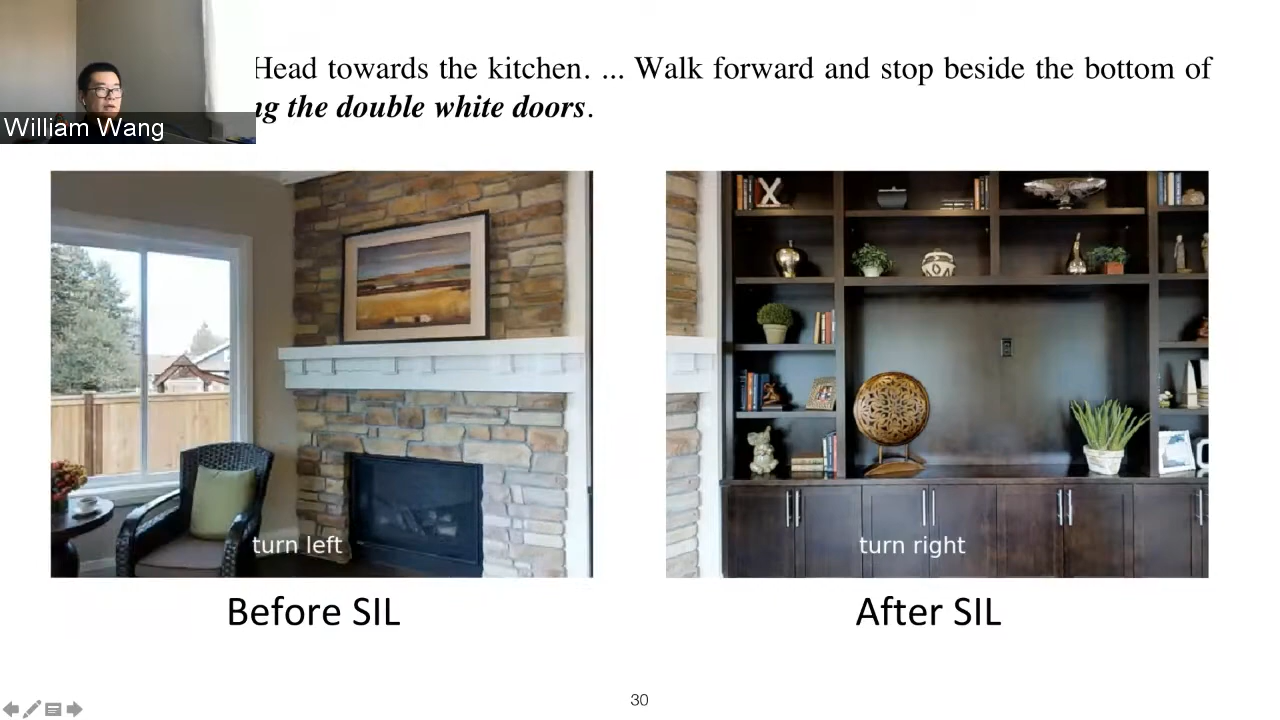 Head towards the kitchen. ... Walk forward and stop beside the bottom of
the double white doors.
William Wang
turn left
turn right
Before SIL
After SIL
30